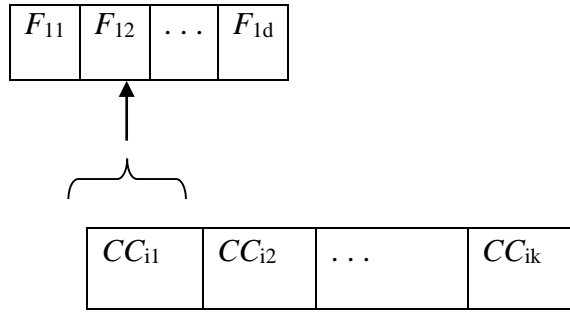 F₁₁ F₁₂ . . . F₁d
CCᵢ₁ CCᵢ₂ . . . CCᵢₖ